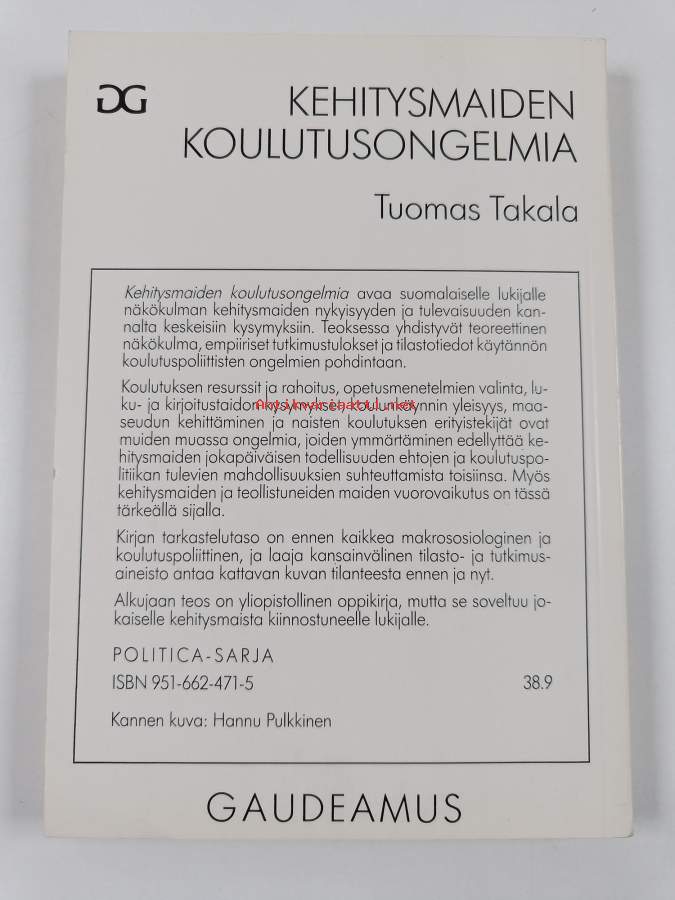 GG
KEHITYSMAIDEN
KOULUTUSONGELMIA
Tuomas Takala
Kehitysmaiden koulutusongelmia avaa suomalaiselle lukijalle
näkökulman kehitysmaiden nykyisyyden ja tulevaisuuden kan-
nalta keskeisiin kysymyksiin. Teoksessa yhdistyvät teoreettinen
näkökulma, empiiriset tutkimustulokset ja tilastotiedot käytännön
koulutuspoliittisten ongelmien pohdintaan.
Koulutuksen resurssit ja rahoitus, opetusmenetelmien valinta, lu-
ku- ja kirjoitustaidon kysymykset, koulunkäynnin yleisyys, maa-
seudun kehittäminen ja naisten koulutuksen erityistekijät ovat
muiden muassa ongelmia, joiden ymmärtäminen edellyttää ke-
hitysmaiden jokapäiväisen todellisuuden ehtojen ja koulutuspo-
litiikan tulevien mahdollisuuksien suhteuttamista toisiinsa. Myös
kehitysmaiden ja teollistuneiden maiden vuorovaikutus on tässä
tärkeällä sijalla.
Kirjan tarkastelutaso on ennen kaikkea makrososiologinen ja
koulutuspoliittinen, ja laaja kansainvälinen tilasto- ja tutkimus-
aineisto antaa kattavan kuvan tilanteesta ennen ja nyt.
Alkujaan teos on yliopistollinen oppikirja, mutta se soveltuu jo-
kaiselle kehitysmaista kiinnostuneelle lukijalle.
POLITICA-SARJA
ISBN 951-662-471-5 38.9
Kannen kuva: Hannu Pulkkinen
GAUDEAMUS